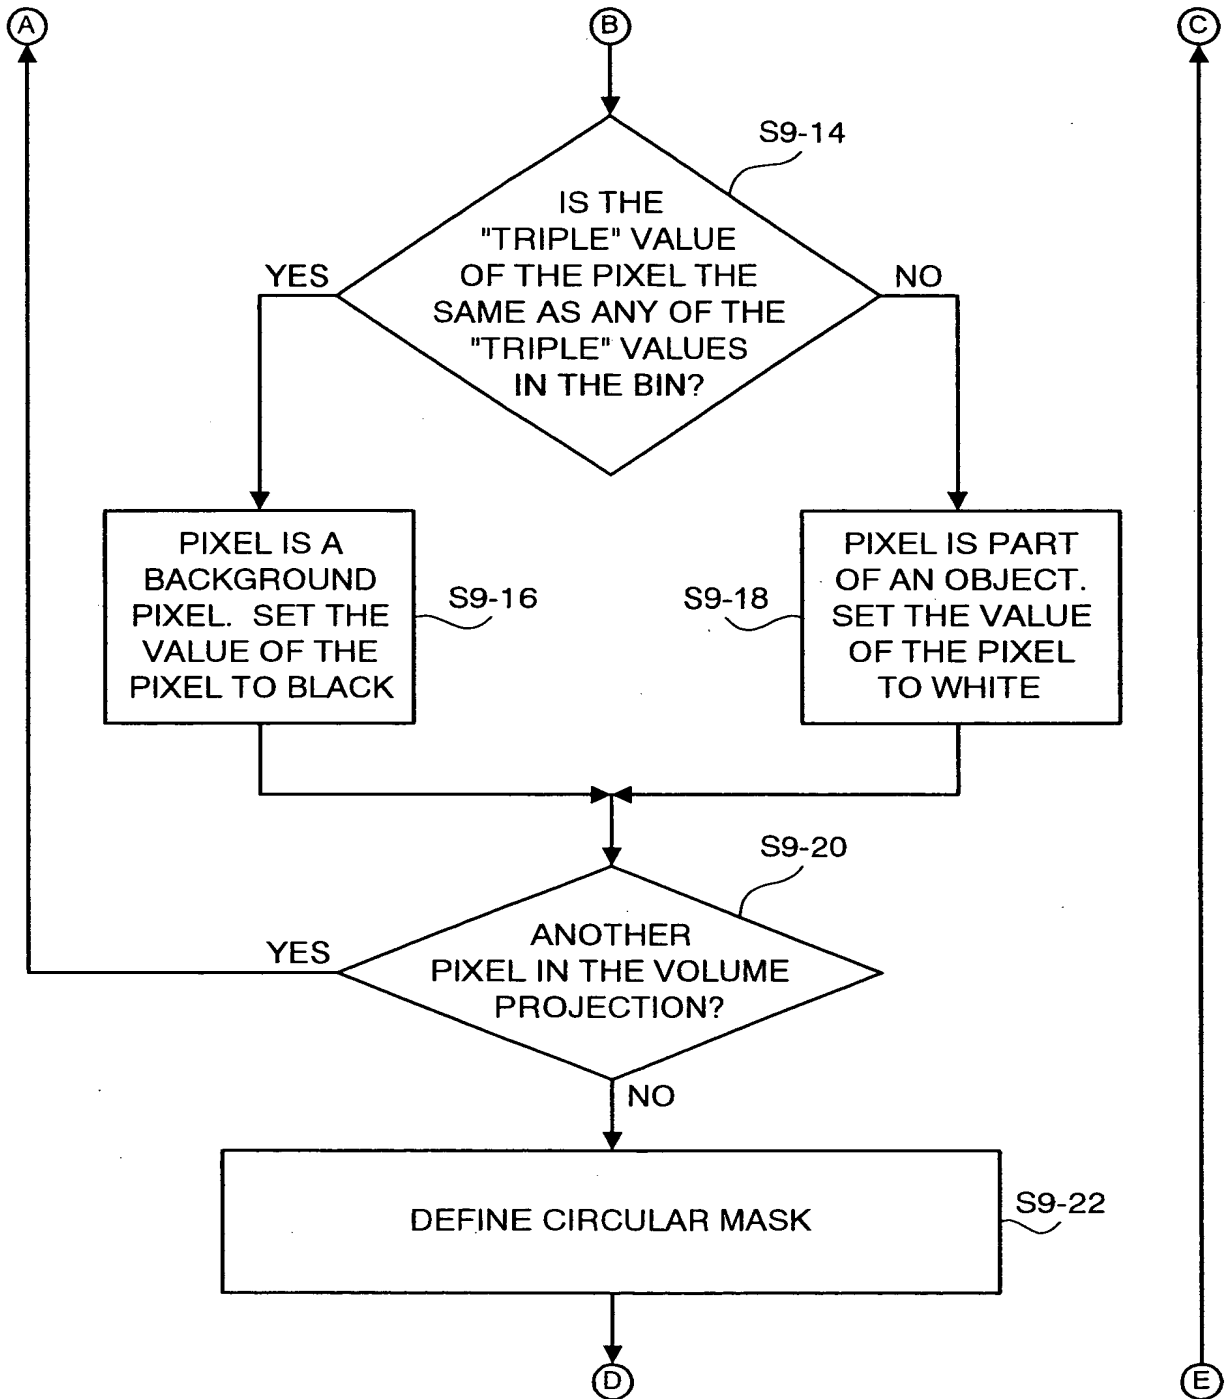 A
B
C
S9-14
IS THE
"TRIPLE" VALUE
OF THE PIXEL THE
SAME AS ANY OF THE
"TRIPLE" VALUES
IN THE BIN?
YES
NO
PIXEL IS A
BACKGROUND
PIXEL. SET THE
VALUE OF THE
PIXEL TO BLACK
S9-16
S9-18
PIXEL IS PART
OF AN OBJECT.
SET THE VALUE
OF THE PIXEL
TO WHITE
S9-20
YES
ANOTHER
PIXEL IN THE VOLUME
PROJECTION?
NO
DEFINE CIRCULAR MASK
S9-22
D
E